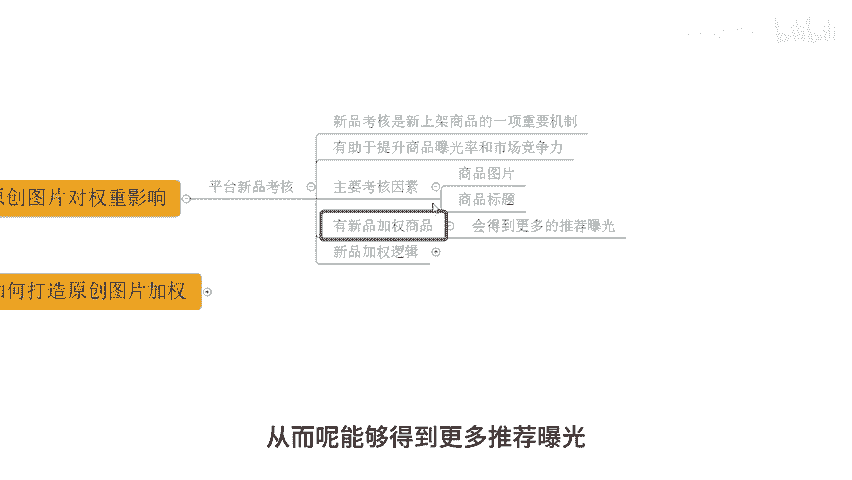 新品考核是新上架商品的一项重要机制
有助于提升商品曝光率和市场竞争力
商品图片
平台新品考核
主要考核因素
原创图片对权重影响
商品标题
有新品加权商品
会得到更多的推荐曝光
新品加权逻辑
如何打造原创图片加权
从而呢能够得到更多推荐曝光